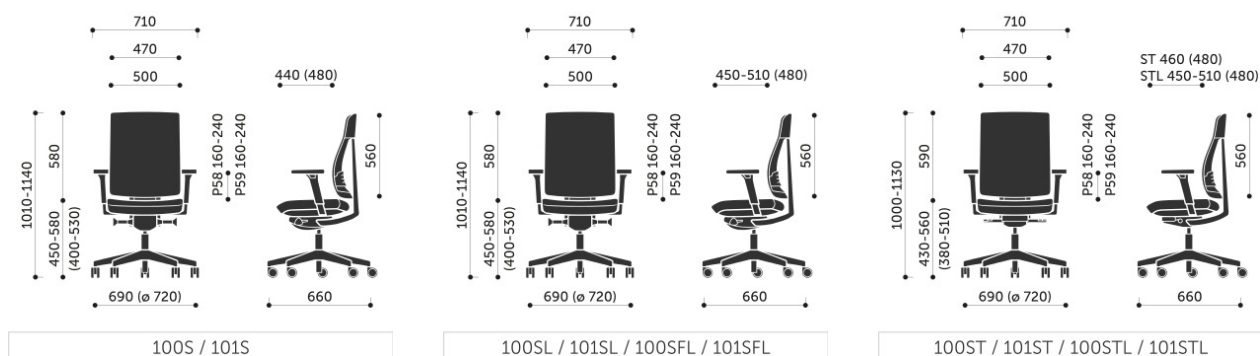 710
470
500
440 (480)
1010-1140
580
450-580
(400-530)
P58 160-240
P59 160-240
560
690 (ø 720)
660
100S / 101S
710
470
500
450-510 (480)
1010-1140
580
450-580
(400-530)
P58 160-240
P59 160-240
560
690 (ø 720)
660
100SL / 101SL / 100SFL / 101SFL
710
470
500
ST 460 (480)
STL 450-510 (480)
1000-1130
590
430-560
(380-510)
P58 160-240
P59 160-240
560
690 (ø 720)
660
100ST / 101ST / 100STL / 101STL